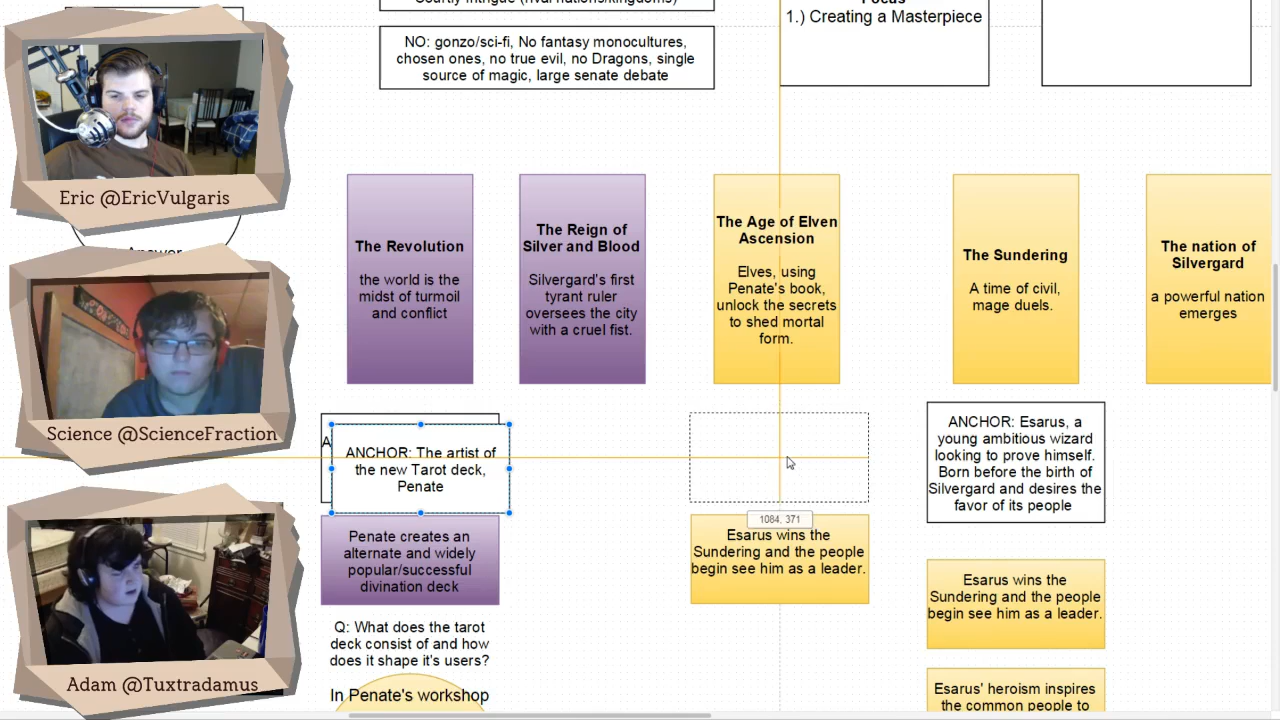 Courtly intrigue (rival nations/kingdoms)
NO: gonzo/sci-fi, No fantasy monocultures,
chosen ones, no true evil, no Dragons, single
source of magic, large senate debate
Focus
1.) Creating a Masterpiece
Eric @EricVulgaris
Answer
Science @ScienceFraction
Adam @Tuxtradamus
The Revolution
the world is the
midst of turmoil
and conflict
The Reign of
Silver and Blood
Silvergard's first
tyrant ruler
oversees the city
with a cruel fist.
The Age of Elven
Ascension
Elves, using
Penate's book,
unlock the secrets
to shed mortal
form.
The Sundering
A time of civil,
mage duels.
The nation of
Silvergard
a powerful nation
emerges
A
ANCHOR: The artist of
the new Tarot deck,
Penate
Penate creates an
alternate and widely
popular/successful
divination deck
Q: What does the tarot
deck consist of and how
does it shape it's users?
In Penate's workshop
1084, 371
Esarus wins the
Sundering and the people
begin see him as a leader.
ANCHOR: Esarus, a
young ambitious wizard
looking to prove himself.
Born before the birth of
Silvergard and desires the
favor of its people
Esarus wins the
Sundering and the people
begin see him as a leader.
Esarus' heroism inspires
the common people to